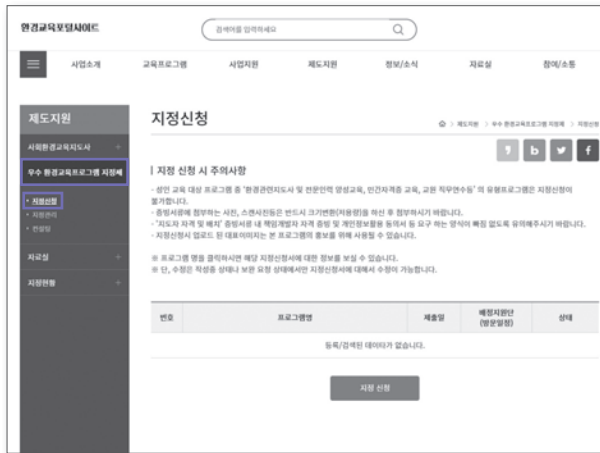 환경교육포털사이트
검색어를 입력하세요
사업소개 교육프로그램 사업지원 제도지원 정보/소식 자료실 참여/소통
제도지원
사회환경교육지도사 +
우수 환경교육프로그램 지정제
• 지정신청
• 지정관리
• 컨설팅
자료실 +
지정현황 +
지정신청
> 제도지원 > 우수 환경교육프로그램 지정제 > 지정신청
b f
지정 신청 시 주의사항
- 성인 교육 대상 프로그램 중 '환경관련지도사 및 전문인력 양성교육, 민간자격증 교육, 교원 직무연수등' 의 유형프로그램은 지정신청이
불가합니다.
- 증빙서류에 첨부하는 사진, 스캔사진등은 반드시 크기변환(저용량)을 하신 후 첨부하시기 바랍니다.
- '지도자 자격 및 배치' 증빙서류 내 책임개발자 자격 증빙 및 개인정보활용 동의서 등 요구 하는 양식이 빠짐 없도록 유의해주시기 바랍니다.
- 지정신청시 업로드 된 대표이미지는 본 프로그램의 홍보를 위해 사용될 수 있습니다.
※ 프로그램 명을 클릭하시면 해당 지정신청서에 대한 정보를 보실 수 있습니다.
※ 단, 수정은 작성중 상태나 보완 요청 상태에서만 지정신청서에 대해서 수정이 가능합니다.
번호 프로그램명 제출일 배정지원단 상태
(방문일정)
등록/검색된 데이타가 없습니다.
지정 신청